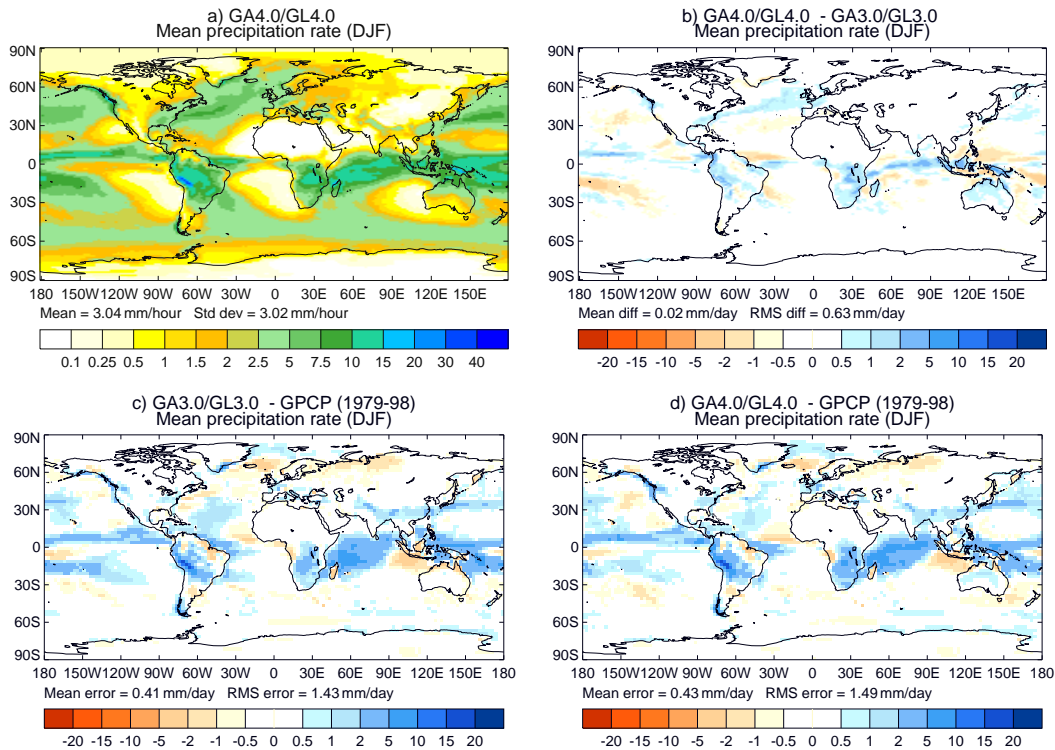 a) GA4.0/GL4.0
Mean precipitation rate (DJF)
90N
60N
30N
0
30S
60S
90S
180 150W 120W 90W 60W 30W 0 30E 60E 90E 120E 150E
Mean = 3.04 mm/hour Std dev = 3.02 mm/hour
0.1 0.25 0.5 1 1.5 2 2.5 5 7.5 10 15 20 30 40
b) GA4.0/GL4.0 - GA3.0/GL3.0
Mean precipitation rate (DJF)
90N
60N
30N
0
30S
60S
90S
180 150W 120W 90W 60W 30W 0 30E 60E 90E 120E 150E
Mean diff = 0.02 mm/day RMS diff = 0.63 mm/day
-20 -15 -10 -5 -2 -1 -0.5 0 0.5 1 2 5 10 15 20
c) GA3.0/GL3.0 - GPCP (1979-98)
Mean precipitation rate (DJF)
90N
60N
30N
0
30S
60S
90S
180 150W 120W 90W 60W 30W 0 30E 60E 90E 120E 150E 180
Mean error = 0.41 mm/day RMS error = 1.43 mm/day
-20 -15 -10 -5 -2 -1 -0.5 0 0.5 1 2 5 10 15 20
d) GA4.0/GL4.0 - GPCP (1979-98)
Mean precipitation rate (DJF)
90N
60N
30N
0
30S
60S
90S
180 150W 120W 90W 60W 30W 0 30E 60E 90E 120E 150E 180
Mean error = 0.43 mm/day RMS error = 1.49 mm/day
-20 -15 -10 -5 -2 -1 -0.5 0 0.5 1 2 5 10 15 20